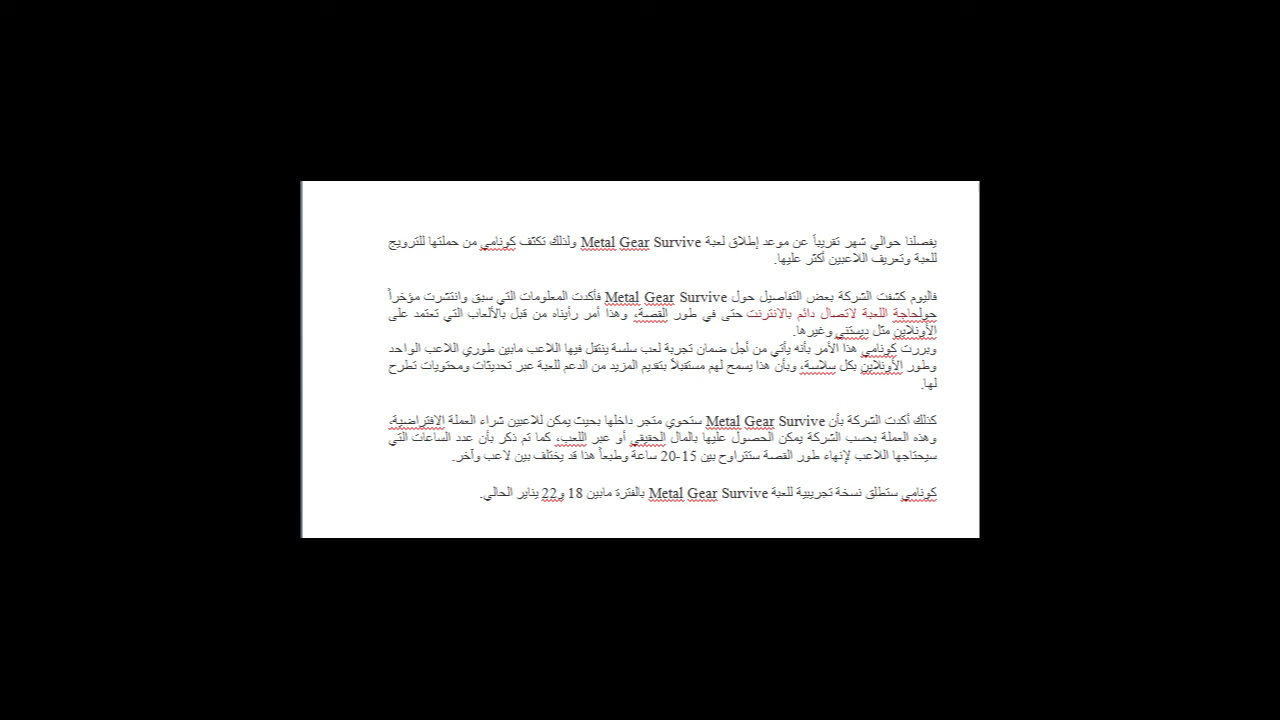 يفصلنا حوالي شهر تقريباً عن موعد إطلاق لعبة Metal Gear Survive ولذلك تكثف كونامي من حملتها للترويج
للعبة وتعريف اللاعبين أكثر عليها.
فاليوم كشفت الشركة بعض التفاصيل حول Metal Gear Survive فأكدت المعلومات التي سبق وانتشرت مؤخراً
حولحاجة اللعبة لاتصال دائم بالانترنت حتى في طور القصة، وهذا أمر رأيناه من قبل بالألعاب التي تعتمد على
الأونلاين مثل ديستني وغيرها.
وبررت كونامي هذا الأمر بأنه يأتي من أجل ضمان تجربة لعب سلسة ينتقل فيها اللاعب مابين طوري اللاعب الواحد
وطور الأونلاين بكل سلاسة، وبأن هذا يسمح لهم مستقبلاً بتقديم المزيد من الدعم للعبة عبر تحديثات ومحتويات تطرح
لها.
كذلك أكدت الشركة بأن Metal Gear Survive ستحوي متجر داخلها بحيث يمكن للاعبين شراء العملة الافتراضية،
وهذه العملة بحسب الشركة يمكن الحصول عليها بالمال الحقيقي أو عبر اللعب، كما تم ذكر بأن عدد الساعات التي
سيحتاجها اللاعب لإنهاء طور القصة ستتراوح بين 15-20 ساعة وطبعاً هذا قد يختلف بين لاعب وآخر.
كونامي ستطلق نسخة تجريبية للعبة Metal Gear Survive بالفترة مابين 18 و22 يناير الحالي.